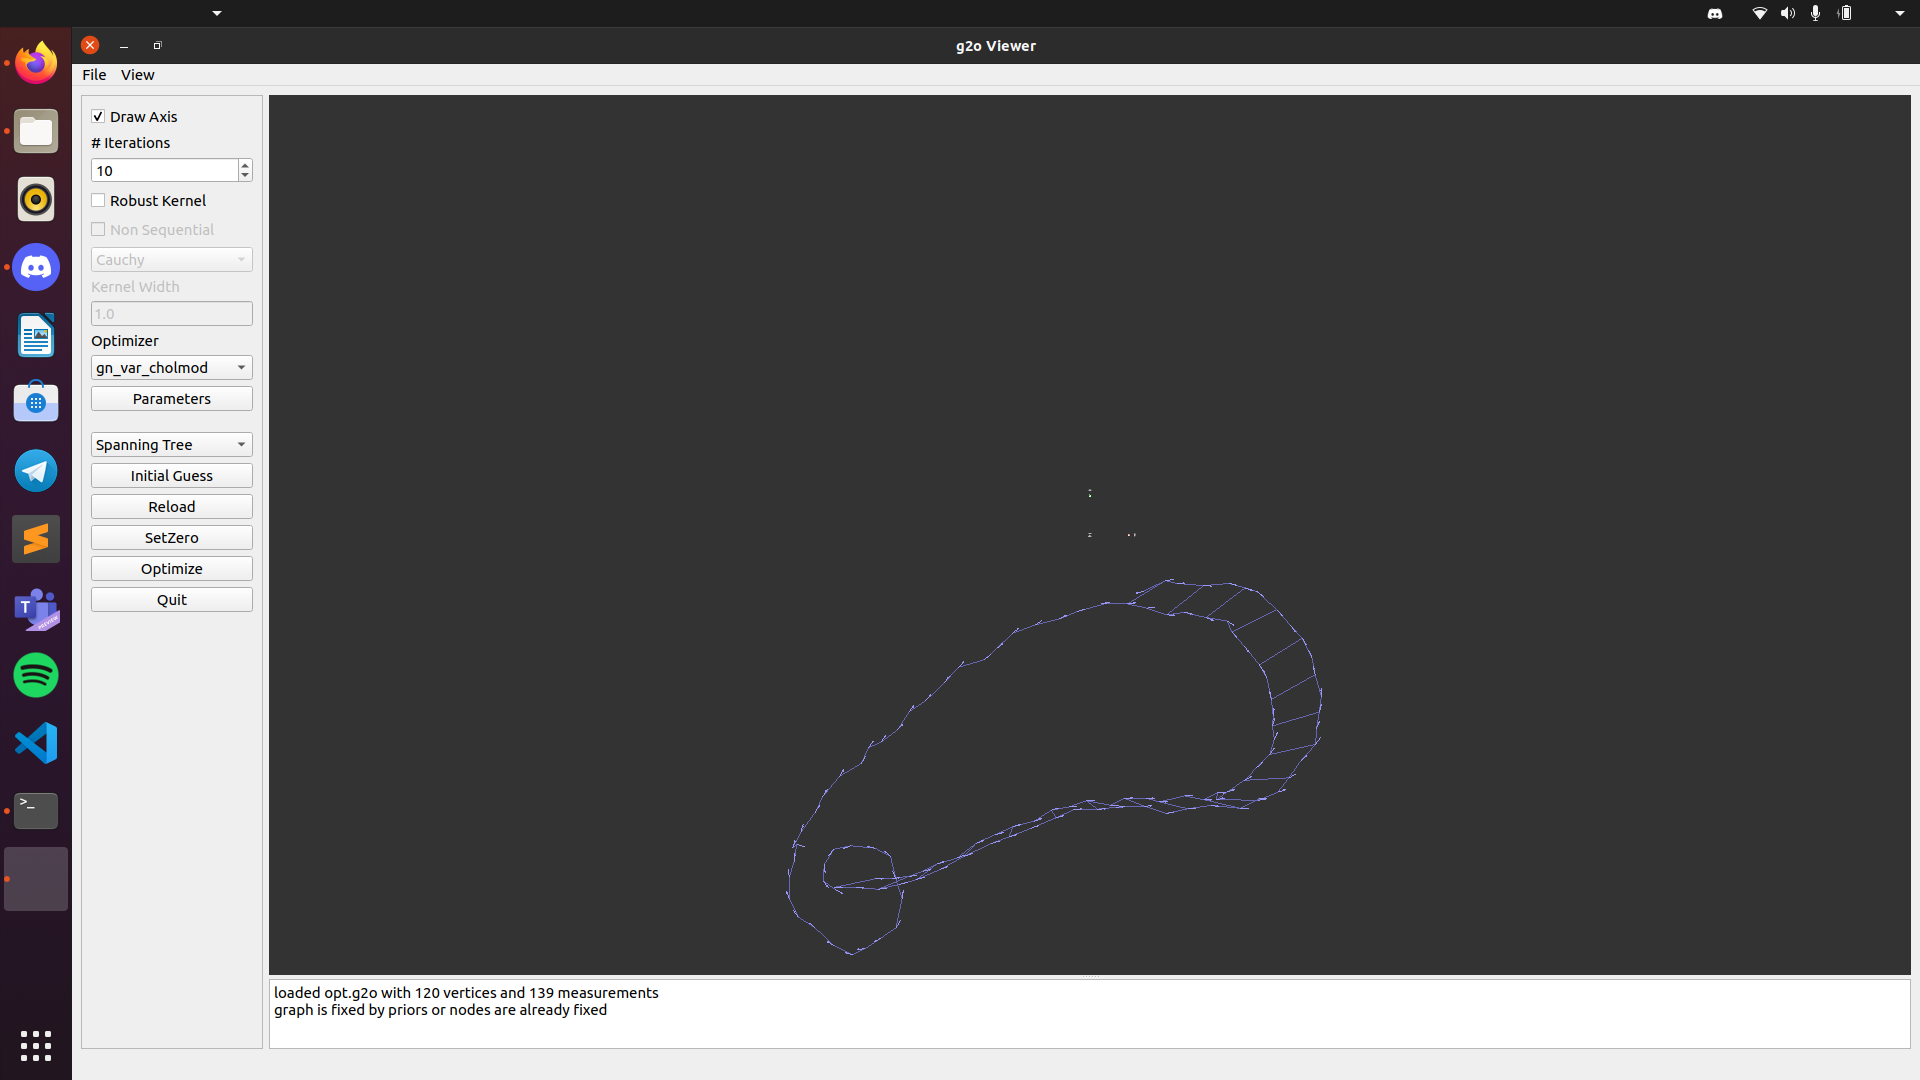 g2o Viewer
File View
Draw Axis
# Iterations
10
Robust Kernel
Non Sequential
Cauchy
Kernel Width
1.0
Optimizer
gn_var_cholmod
Parameters
Spanning Tree
Initial Guess
Reload
SetZero
Optimize
Quit
loaded opt.g2o with 120 vertices and 139 measurements
graph is fixed by priors or nodes are already fixed